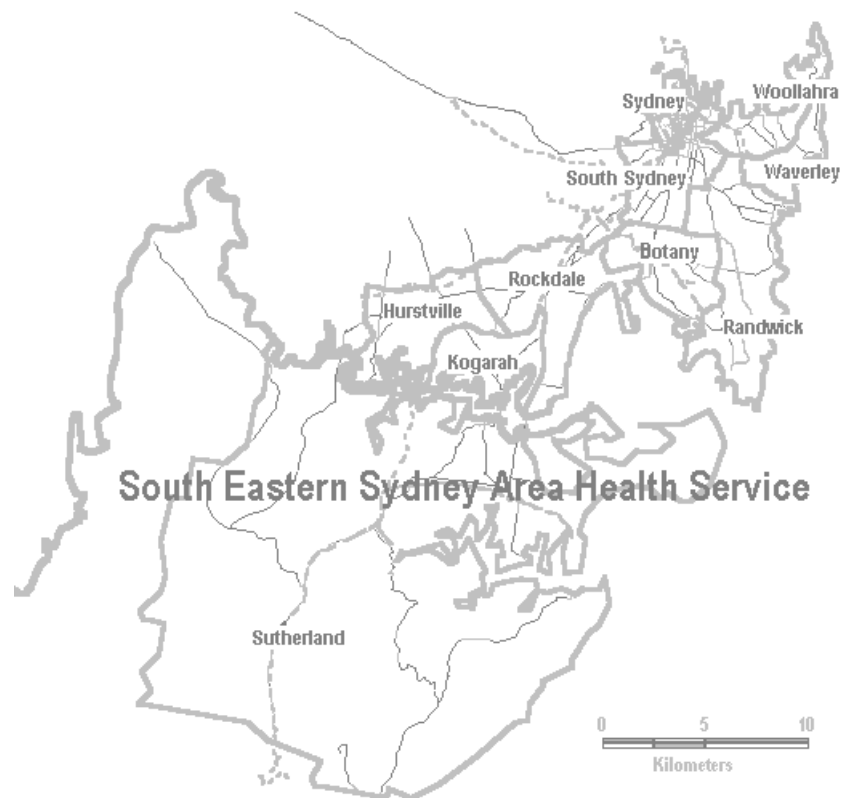 Woollahra
Sydney
Waverley
South Sydney
Botany
Rockdale
Hurstville
Randwick
Kogarah
South Eastern Sydney Area Health Service
Sutherland
0 5 10
Kilometers